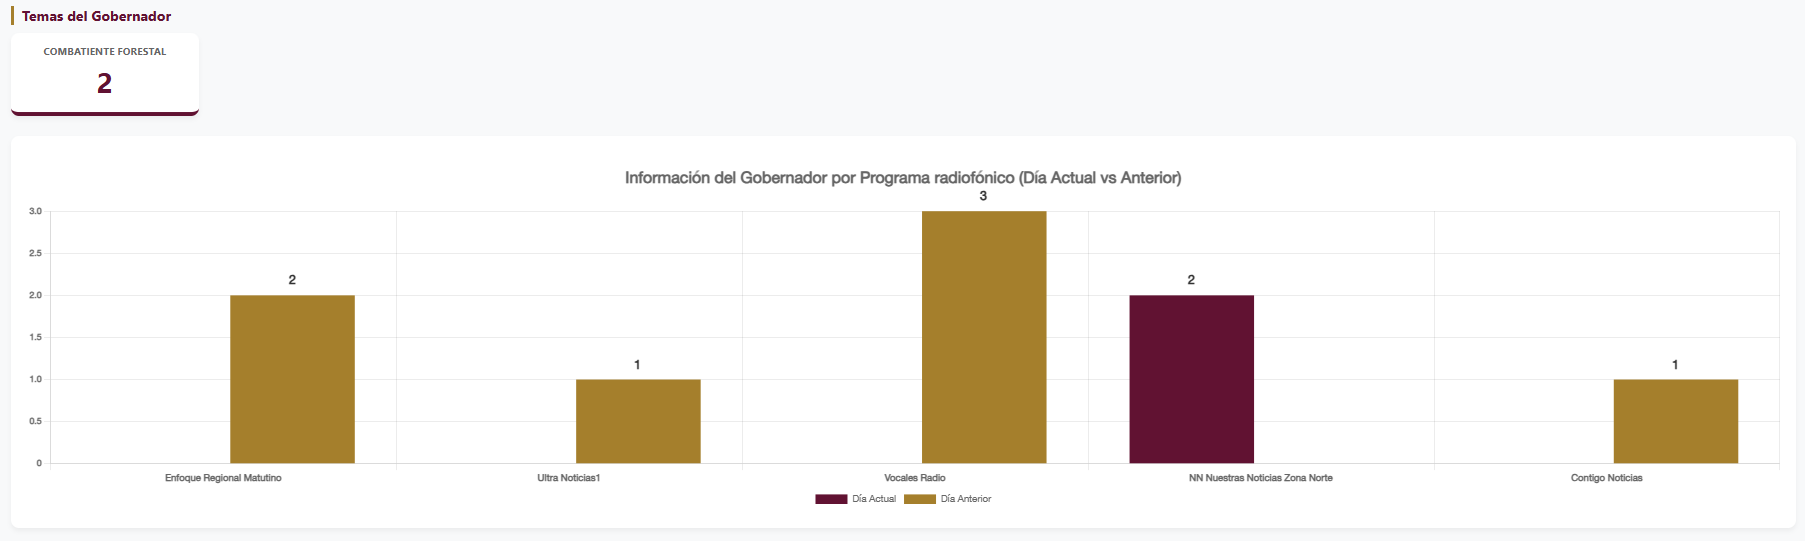 Temas del Gobernador
COMBATIENTE FORESTAL
2
Información del Gobernador por Programa radiofónico (Día Actual vs Anterior)
3.0
2.5
2.0
1.5
1.0
0.5
0
2
1
3
2
1
Enfoque Regional Matutino
Ultra Noticias1
Vocales Radio
NN Nuestras Noticias Zona Norte
Contigo Noticias
Día Actual
Día Anterior